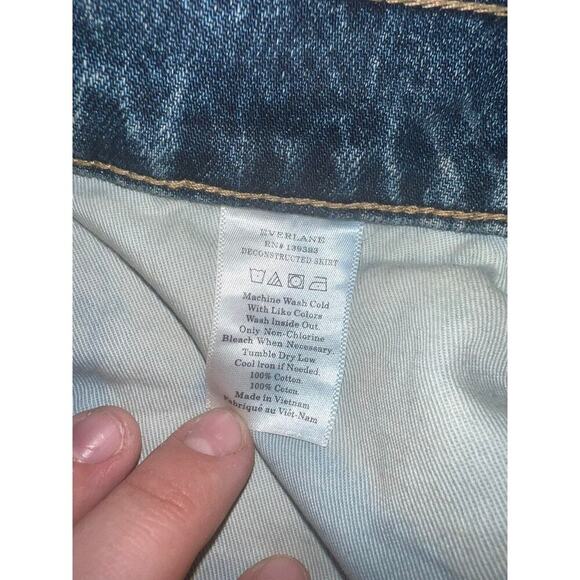 EVERLANE
RN# 139383
DECONSTRUCTED SKIRT
Machine Wash Cold
With Like Colors
Wash Inside Out.
Only Non-Chlorine
Bleach When Necessary.
Tumble Dry Low.
Cool Iron if Needed.
100% Cotton.
100% Coton.
Made in Vietnam
Fabriqué au Viêt-Nam